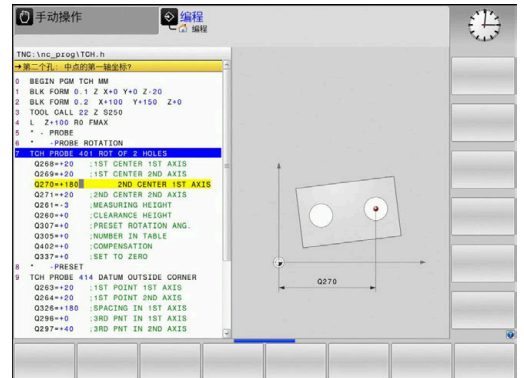 手动操作
编程
编程
TNC:\nc_prog\TCH.h
→第二个孔: 中点的第一轴坐标?
0 BEGIN PGM TCH MM
1 BLK FORM 0.1 Z X+0 Y+0 Z-20
2 BLK FORM 0.2 X+100 Y+150 Z+0
3 TOOL CALL 22 Z S250
4 L Z+100 R0 FMAX
5 * - PROBE
6 * -PROBE ROTATION
7 TCH PROBE 401 ROT OF 2 HOLES
Q268=+20 ;1ST CENTER 1ST AXIS
Q269=+20 ;1ST CENTER 2ND AXIS
Q270=+180 2ND CENTER 1ST AXIS
Q271=+20 ;2ND CENTER 2ND AXIS
Q261=-3 ;MEASURING HEIGHT
Q260=+0 ;CLEARANCE HEIGHT
Q307=+0 ;PRESET ROTATION ANG.
Q305=+0 ;NUMBER IN TABLE
Q402=+0 ;COMPENSATION
Q337=+0 ;SET TO ZERO
8 * -PRESET
9 TCH PROBE 414 DATUM OUTSIDE CORNER
Q263=+20 ;1ST POINT 1ST AXIS
Q264=+20 ;1ST POINT 2ND AXIS
Q326=+180 ;SPACING IN 1ST AXIS
Q296=+0 ;3RD PNT IN 1ST AXIS
Q297=+40 ;3RD PNT IN 2ND AXIS
Q270